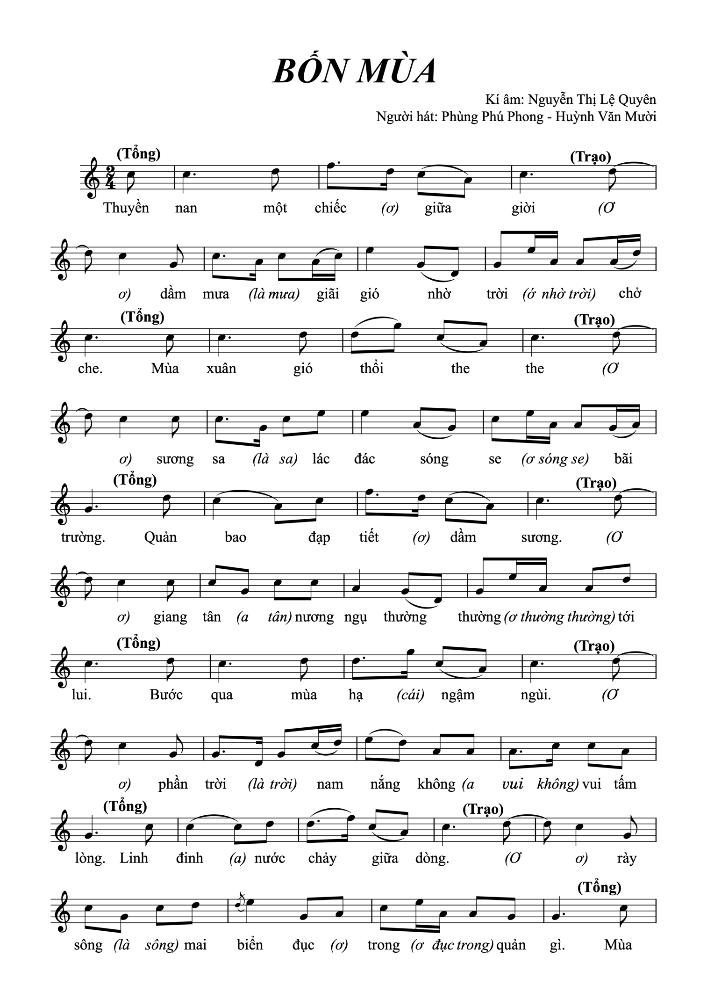 BỐN MÙA
Kí âm: Nguyễn Thị Lệ Quyên
Người hát: Phùng Phú Phong - Huỳnh Văn Mười
(Tổng) (Trạo)
2/4
Thuyền nan một chiếc (ơ) giữa giời (Ơ
ơ) dầm mưa (là mưa) giãi gió nhờ trời (ớ nhờ trời) chở
(Tổng) (Trạo)
che. Mùa xuân gió thổi the the (Ơ
ơ) sương sa (là sa) lác đác sóng se (ơ sóng se) bãi
(Tổng) (Trạo)
trường. Quản bao đạp tiết (ơ) dầm sương. (Ơ
ơ) giang tân (a tân) nương ngụ thường thường (ơ thường thường) tới
(Tổng) (Trạo)
lui. Bước qua mùa hạ (cái) ngậm ngùi. (Ơ
ơ) phần trời (là trời) nam nắng không (a vui không) vui tấm
(Tổng) (Trạo)
lòng. Linh đinh (a) nước chảy giữa dòng. (Ơ ơ) rày
(Tổng)
sông (là sông) mai biển đục (ơ) trong (ơ đục trong) quản gì. Mùa